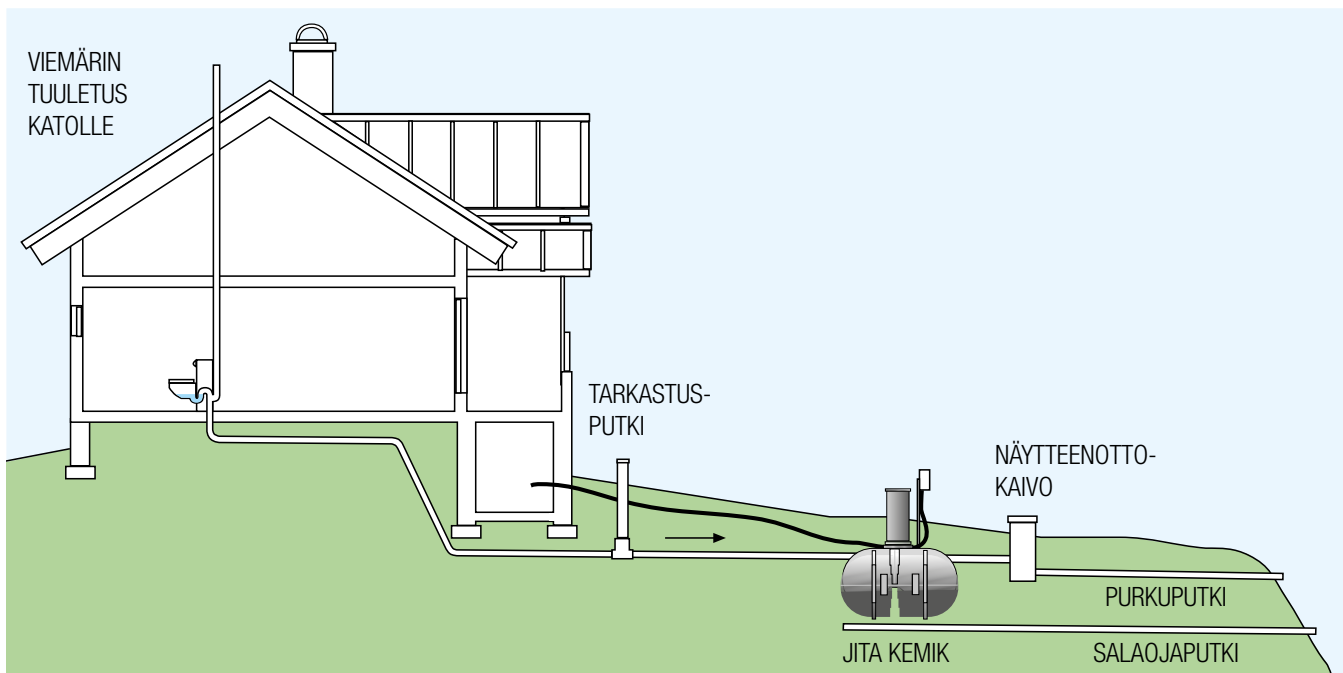 VIEMÄRIN
TUULETUS
KATOLLE
TARKASTUS-
PUTKI
NÄYTTEENOTTO-
KAIVO
PURKUPUTKI
JITA KEMIK
SALAOJAPUTKI